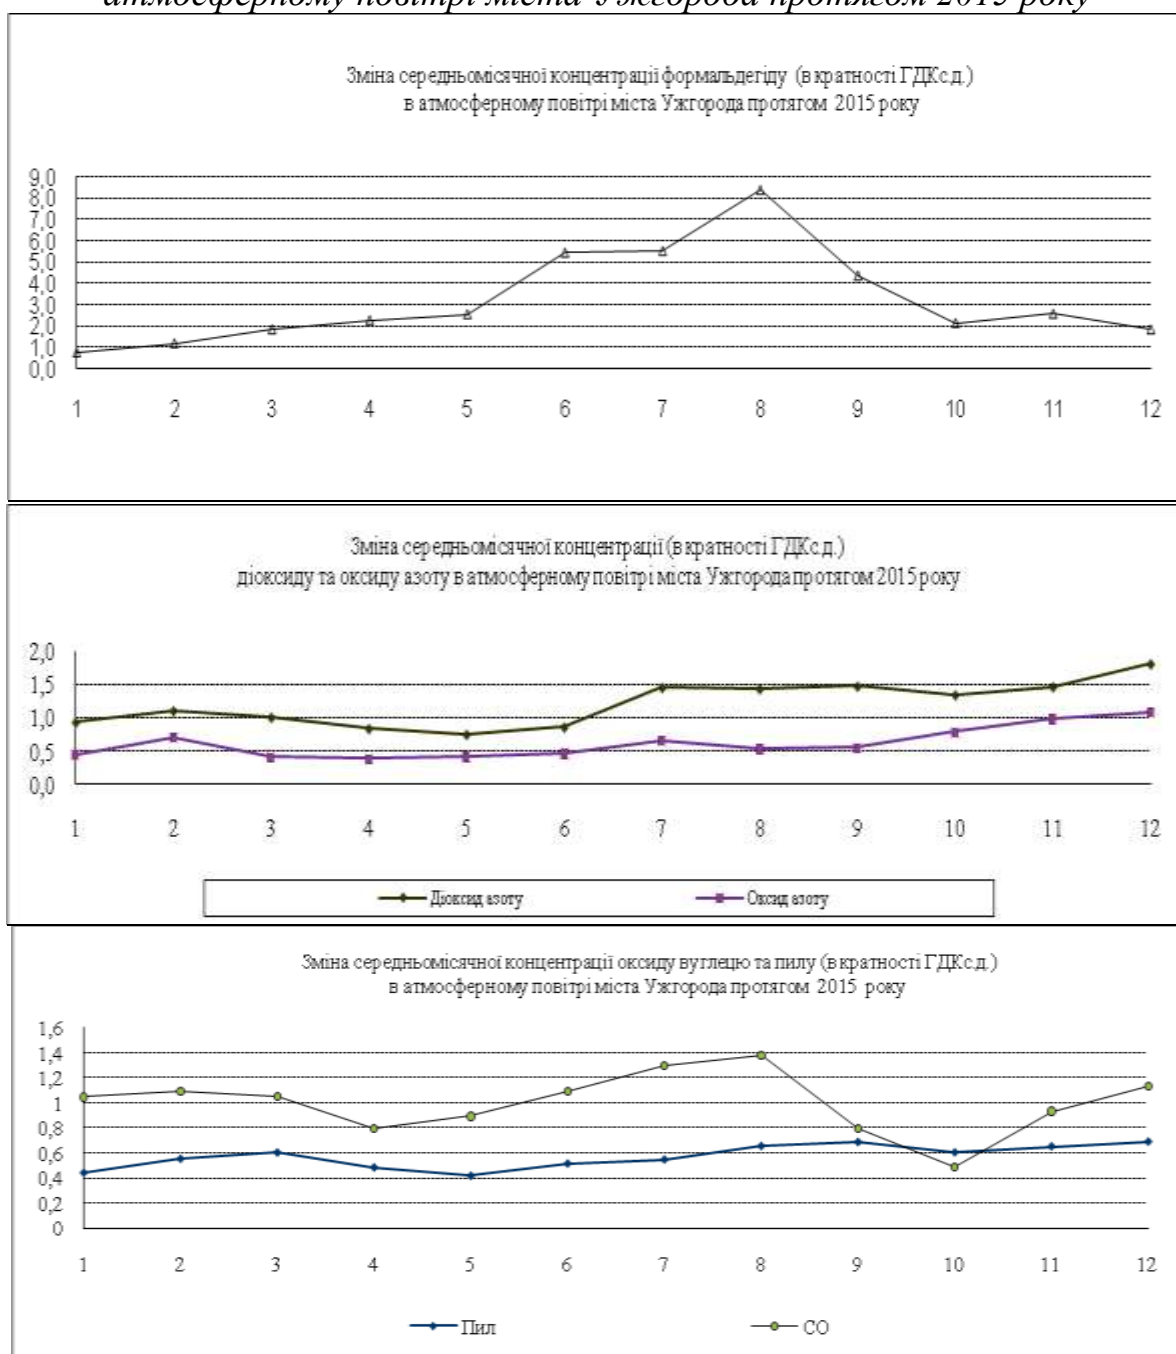 атмосферному повітрі міста Ужгорода протягом 2015 року
Зміна середньомісячної концентрації формальдегіду (в кратності ГДКс.д.)
в атмосферному повітрі міста Ужгорода протягом 2015 року
9,0
8,0
7,0
6,0
5,0
4,0
3,0
2,0
1,0
0,0
1 2 3 4 5 6 7 8 9 10 11 12
Зміна середньомісячної концентрації (в кратності ГДКс.д.)
діоксиду та оксиду азоту в атмосферному повітрі міста Ужгорода протягом 2015 року
2,0
1,5
1,0
0,5
0,0
1 2 3 4 5 6 7 8 9 10 11 12
Діоксид азоту Оксид азоту
Зміна середньомісячної концентрації оксиду вуглецю та пилу (в кратності ГДКс.д.)
в атмосферному повітрі міста Ужгорода протягом 2015 року
1,6
1,4
1,2
1
0,8
0,6
0,4
0,2
0
1 2 3 4 5 6 7 8 9 10 11 12
Пил СО